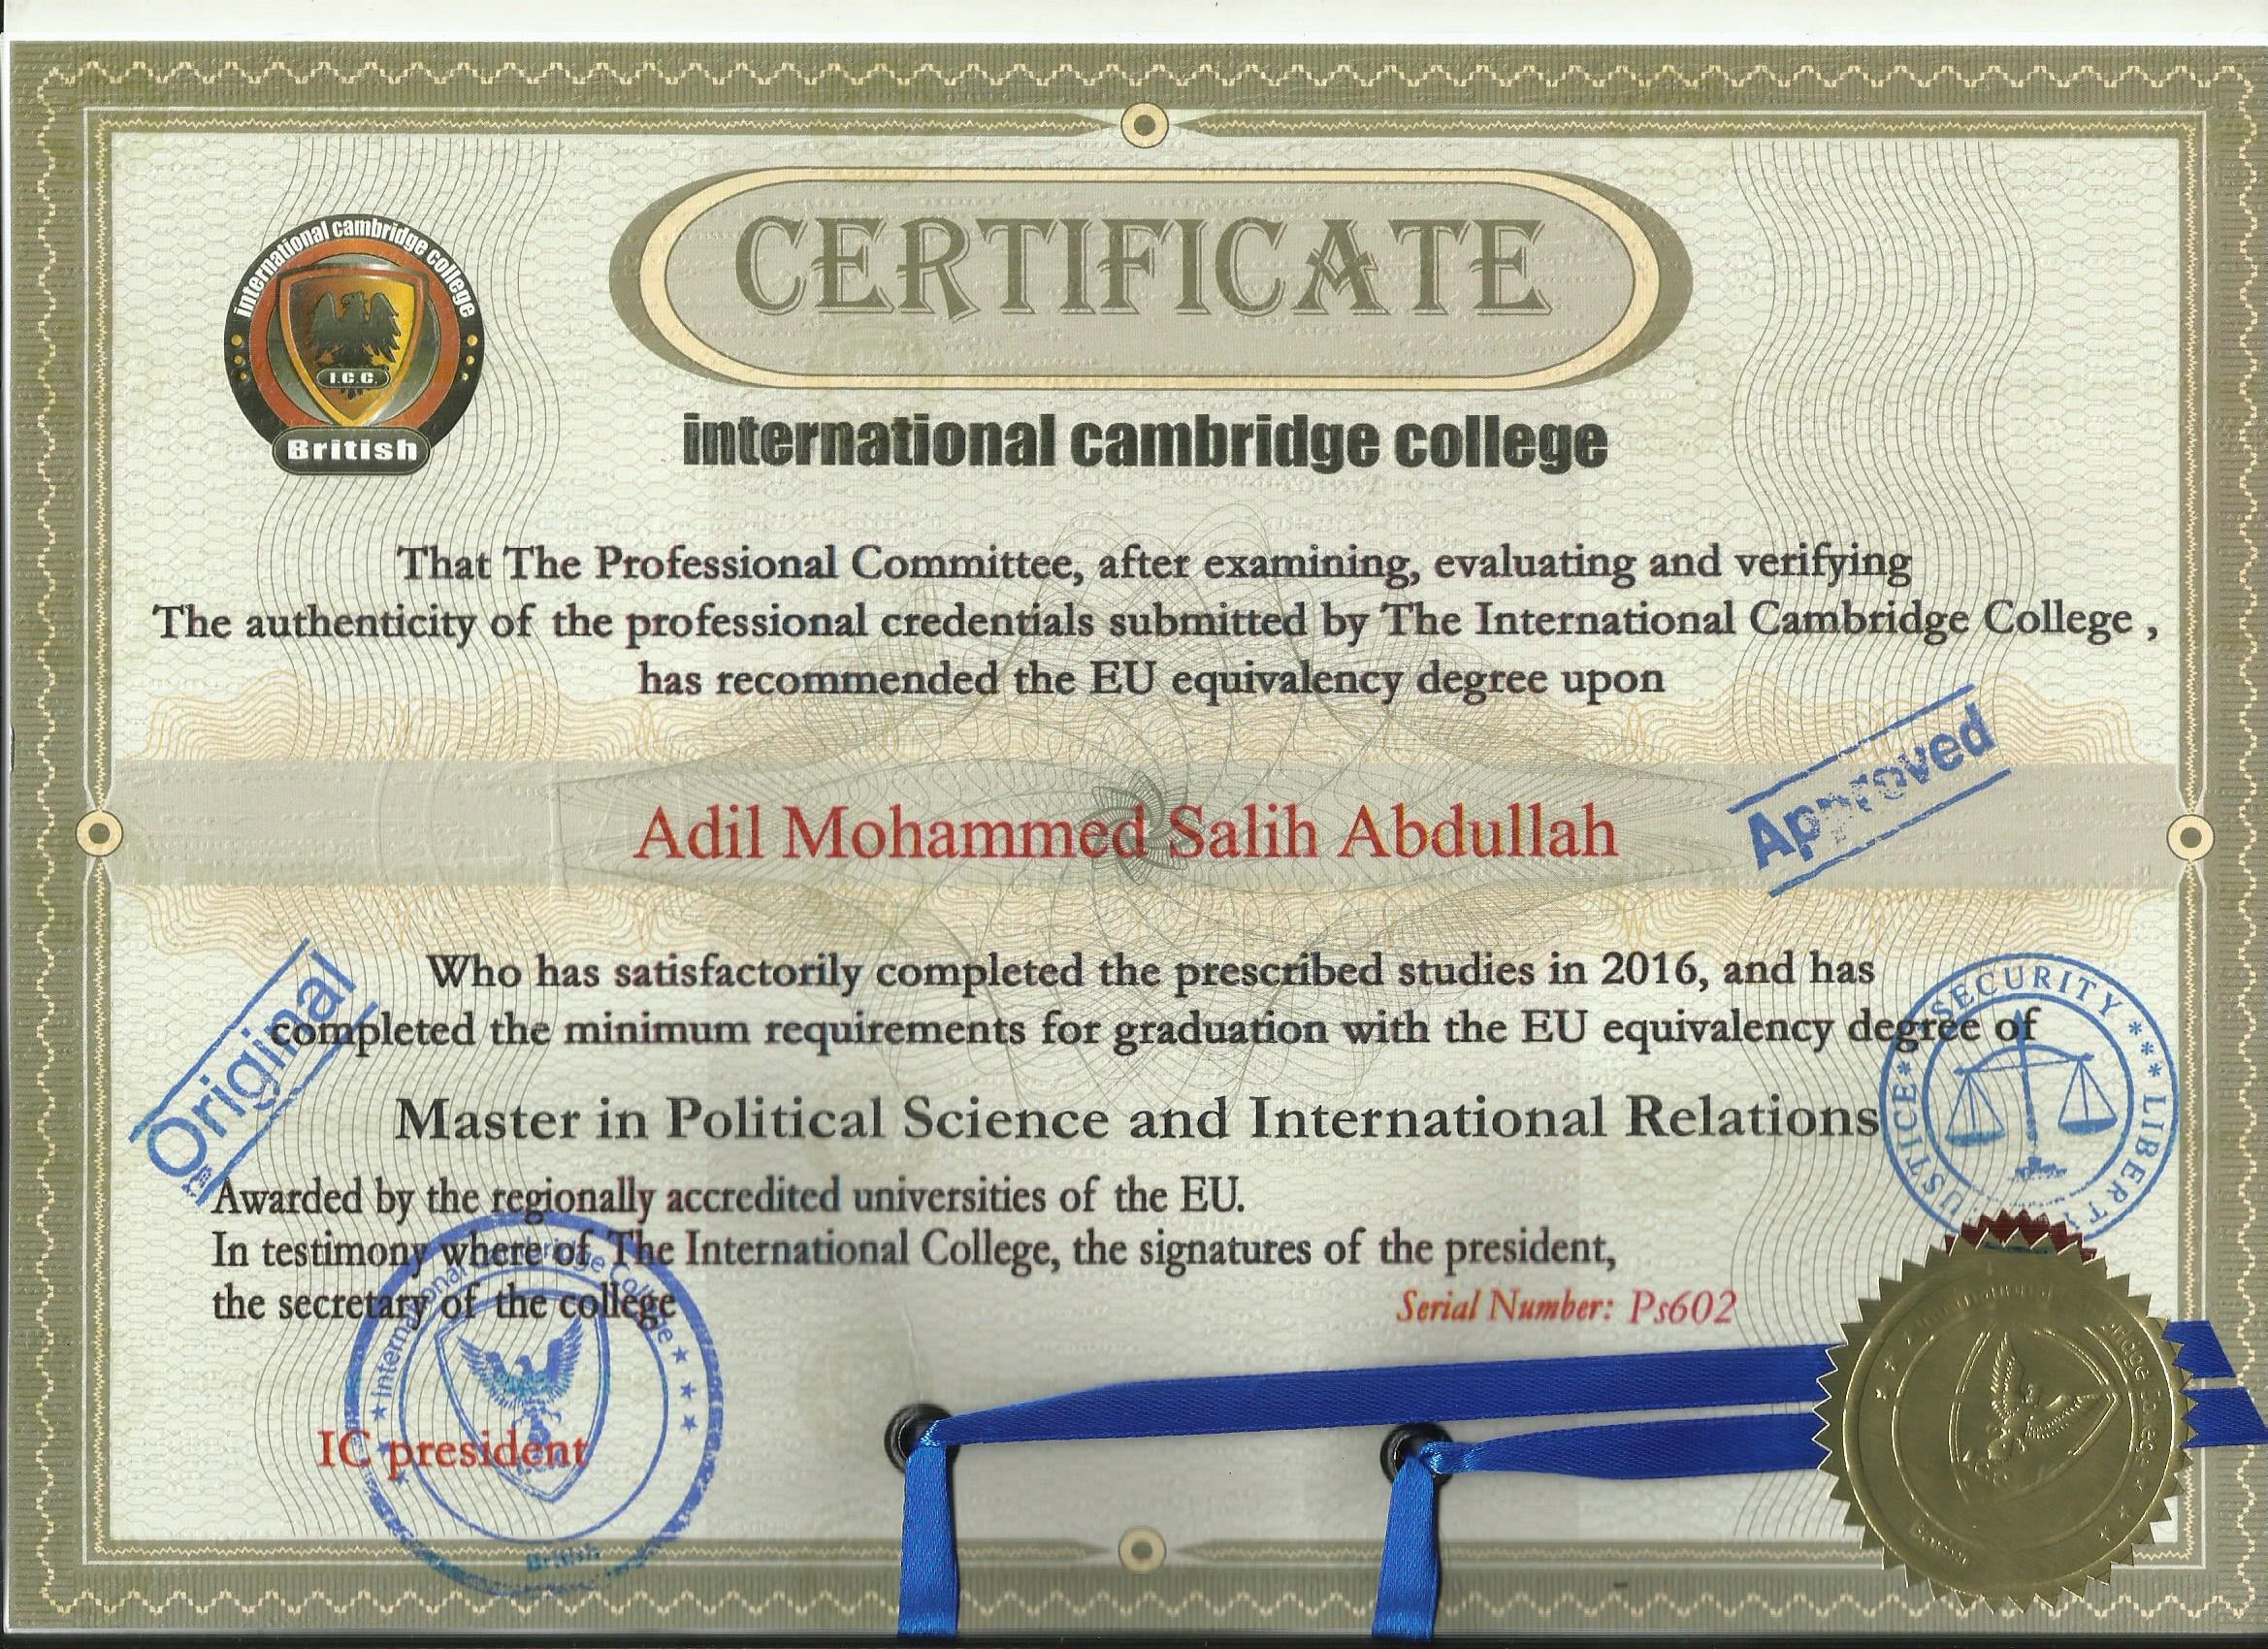 CERTIFICATE
international cambridge college
I.C.C.
British
international cambridge college
That The Professional Committee, after examining, evaluating and verifying
The authenticity of the professional credentials submitted by The International Cambridge College ,
has recommended the EU equivalency degree upon
Approved
Adil Mohammed Salih Abdullah
Original
Who has satisfactorily completed the prescribed studies in 2016, and has
completed the minimum requirements for graduation with the EU equivalency degree of
SECURITY *** LIBERTY
JUSTICE*
Master in Political Science and International Relations
Awarded by the regionally accredited universities of the EU.
In testimony where of The International College, the signatures of the president,
the secretary of the college
Serial Number: Ps602
International Cambridge College
British
IC president